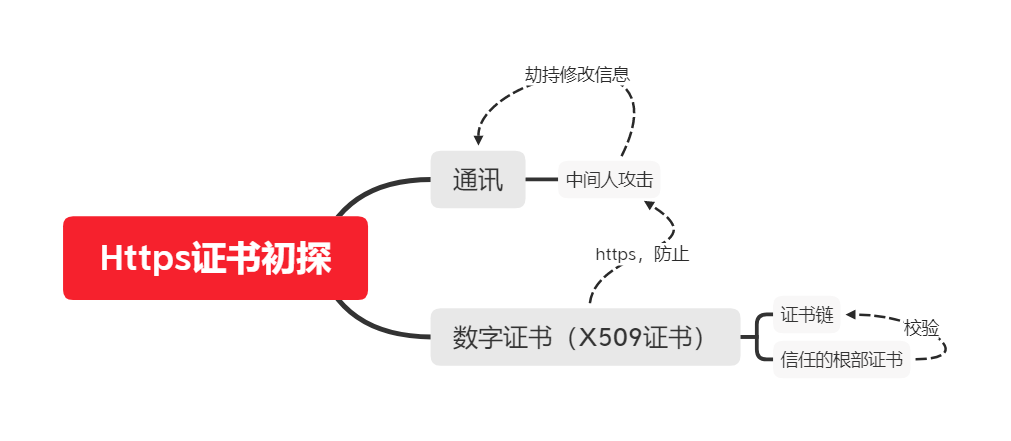 劫持修改信息
通讯
中间人攻击
Https证书初探
https，防止
数字证书（X509证书）
证书链
校验
信任的根部证书